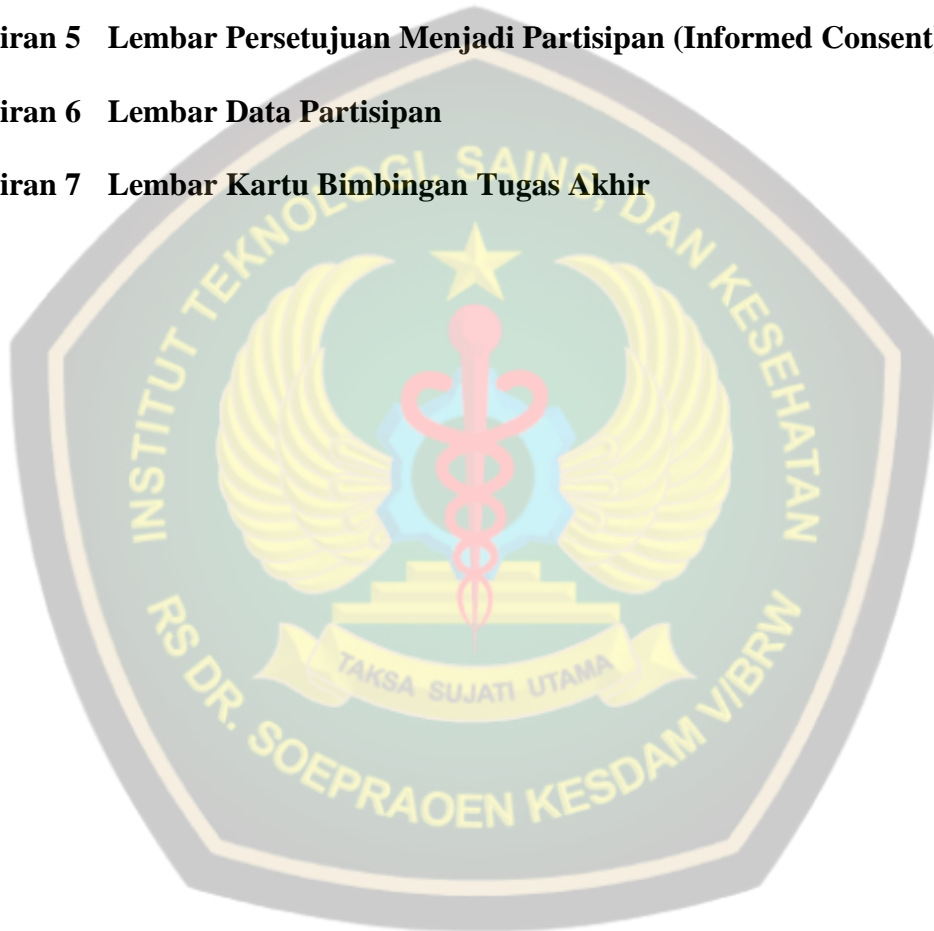 iran 5 Lembar Persetujuan Menjadi Partisipan (Informed Consent
iran 6 Lembar Data Partisipan
iran 7 Lembar Kartu Bimbingan Tugas Akhir
INSTITUT TEKNOLOGI, SAINS, DAN KESEHATAN
TAKSA SUJATI UTAMA
RS DR. SOEPRAOEN KESDAM V/BRW